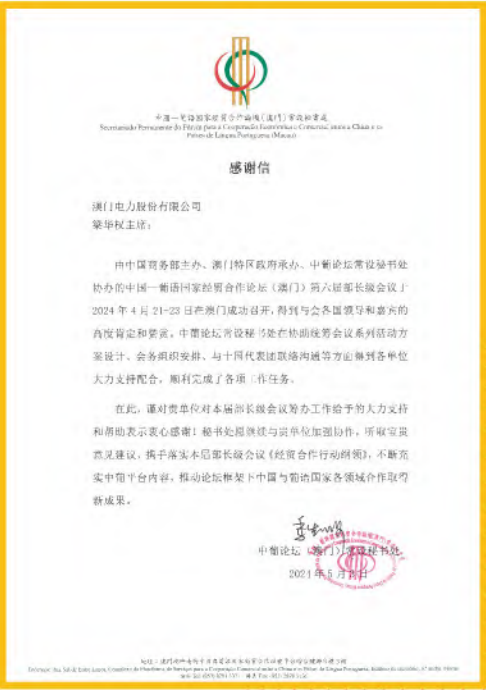 中國—葡語國家經貿合作論壇(澳門)常設秘書處
Secretariado Permanente do Fórum para a Cooperação Económica e Comercial entre a China e os
Países de Língua Portuguesa (Macau)
感谢信
澳门电力股份有限公司
梁华权主席：
由中国商务部主办、澳门特区政府承办、中葡论坛常设秘书处
协办的中国—葡语国家经贸合作论坛（澳门）第六届部长级会议于
2024 年 4 月 21-23 日在澳门成功召开，得到与会各国领导和嘉宾的
高度肯定和赞赏。中葡论坛常设秘书处在协助统筹会议系列活动方
案设计、会务组织安排、与十国代表团联络沟通等方面得到各单位
大力支持配合，顺利完成了各项工作任务。
在此，谨对贵单位对本届部长级会议筹办工作给予的大力支持
和帮助表示衷心感谢！秘书处愿继续与贵单位加强协作，听取宝贵
意见建议，携手落实本届部长级会议《经贸合作行动纲领》，不断充
实中葡平台内容，推动论坛框架下中国与葡语国家各领域合作取得
新成果。
中葡论坛（澳门）常设秘书处
2024 年 5 月 日